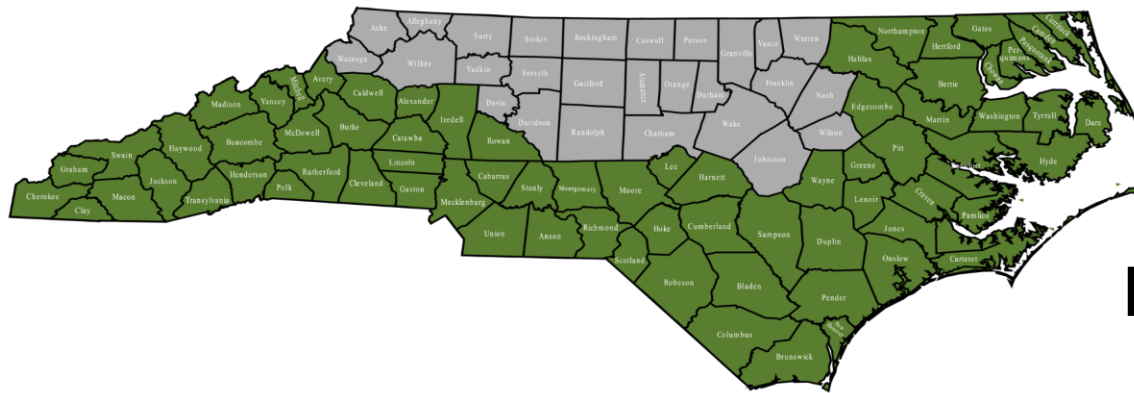 Ashe
Alleghany
Surry
Stokes
Rockingham
Caswell
Person
Granville
Vance
Warren
Northampton
Gates
Currituck
Camden
Pasquotank
Per-
quimans
Chowan
Hertford
Halifax
Watauga
Wilkes
Yadkin
Forsyth
Guilford
Alamance
Orange
Durham
Franklin
Nash
Bertie
Mitchell
Avery
Caldwell
Alexander
Iredell
Davie
Davidson
Randolph
Chatham
Wake
Wilson
Edgecombe
Martin
Washington
Tyrrell
Dare
Madison
Yancey
McDowell
Burke
Catawba
Rowan
Johnston
Pitt
Hyde
Swain
Haywood
Buncombe
Rutherford
Lincoln
Cabarrus
Stanly
Montgomery
Moore
Lee
Harnett
Wayne
Greene
Beaufort
Graham
Jackson
Henderson
Polk
Cleveland
Gaston
Lenoir
Craven
Pamlico
Cherokee
Macon
Transylvania
Clay
Mecklenburg
Union
Anson
Richmond
Hoke
Cumberland
Sampson
Duplin
Jones
Scotland
Onslow
Carteret
Robeson
Bladen
Pender
Columbus
New
Hanover
Brunswick